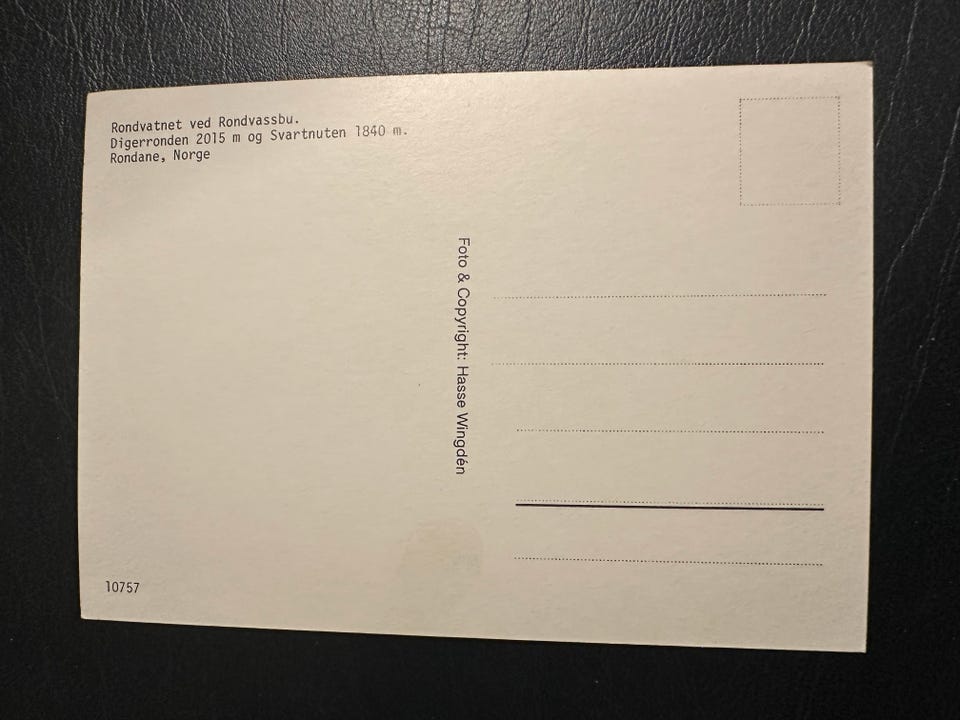 Rondvatnet ved Rondvassbu.
Digerronden 2015 m og Svartnuten 1840 m.
Rondane, Norge
Foto & Copyright: Hasse Wingdén
10757